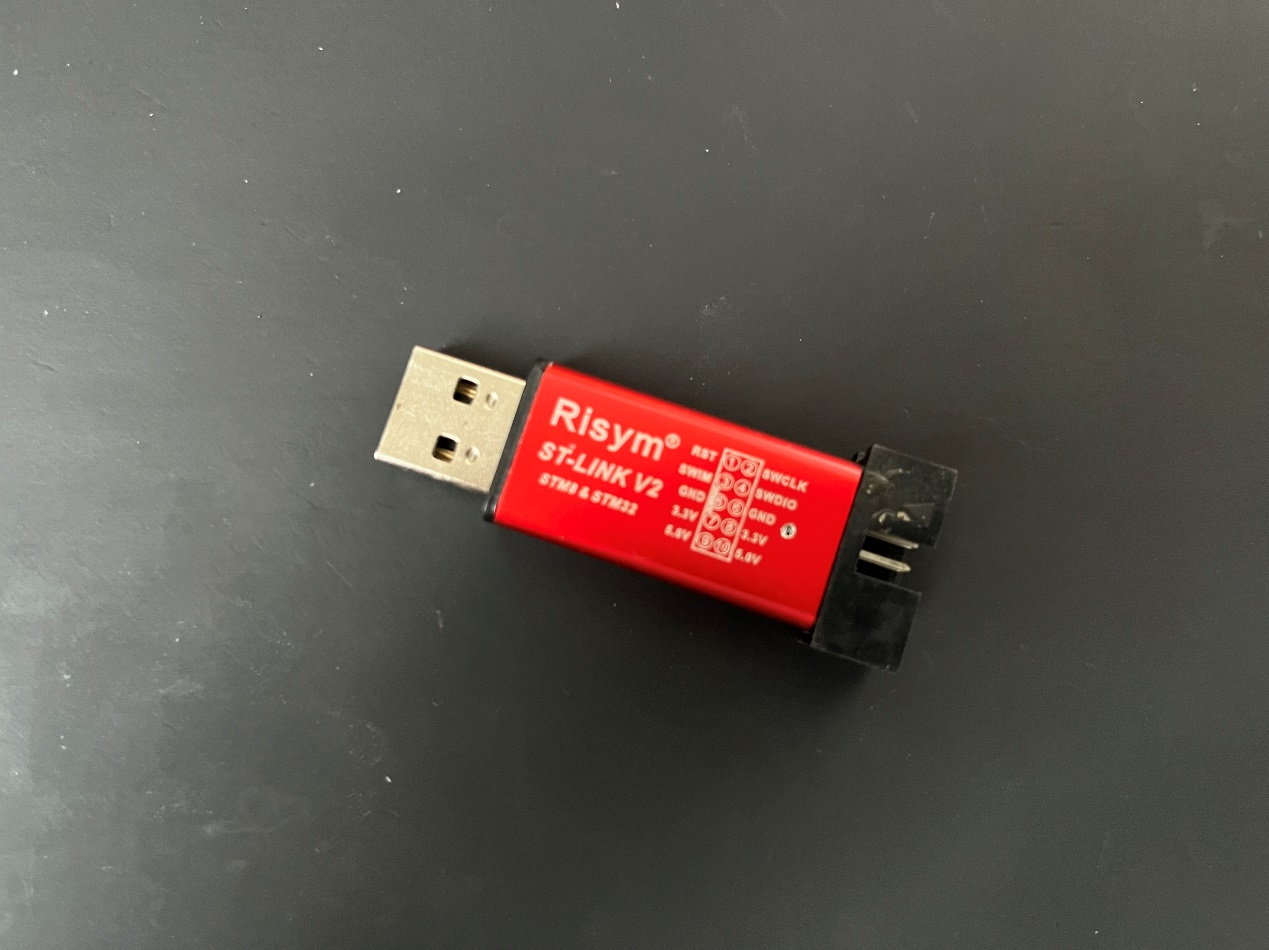 Risym®
ST-LINK V2
STM8 & STM32
RST ① ② SWCLK
SWIM ③ ④ SWDIO
GND ⑤ ⑥ GND
3.3V ⑦ ⑧ 3.3V
5.0V ⑨ ⑩ 5.0V